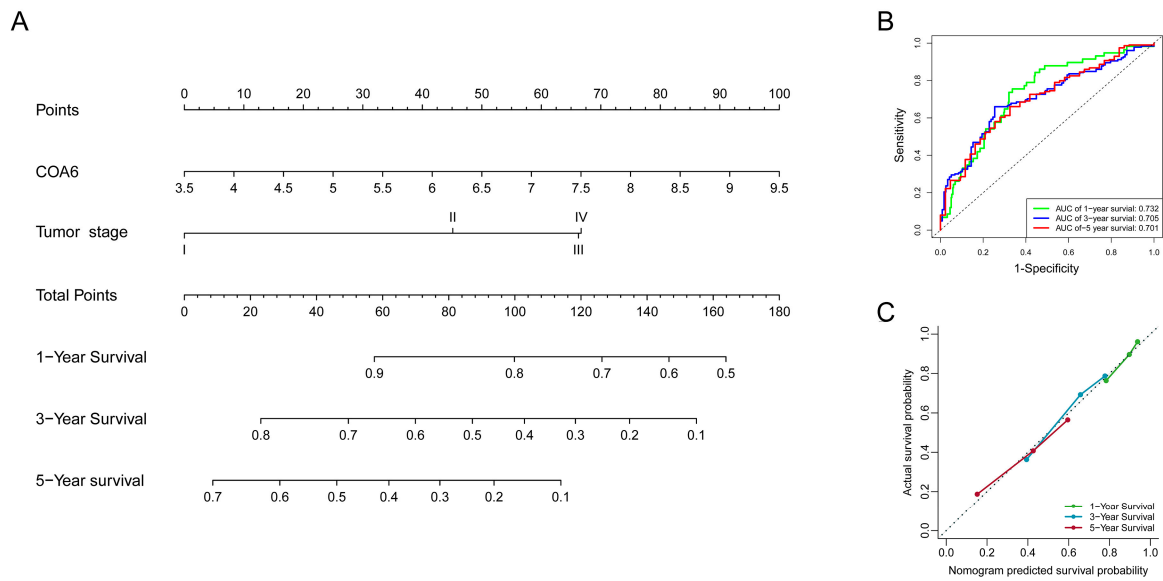 A
Points
0 10 20 30 40 50 60 70 80 90 100
COA6
3.5 4 4.5 5 5.5 6 6.5 7 7.5 8 8.5 9 9.5
Tumor stage
II IV
I III
Total Points
0 20 40 60 80 100 120 140 160 180
1−Year Survival
0.9 0.8 0.7 0.6 0.5
3−Year Survival
0.8 0.7 0.6 0.5 0.4 0.3 0.2 0.1
5−Year survival
0.7 0.6 0.5 0.4 0.3 0.2 0.1
B
Sensitivity
1.0
0.8
0.6
0.4
0.2
0.0
AUC of 1−year survial: 0.732
AUC of 3−year survial: 0.705
AUC of−5 year survial: 0.701
0.0 0.2 0.4 0.6 0.8 1.0
1-Specificity
C
Actual survival probability
1.0
0.8
0.6
0.4
0.2
0.0
1−Year Survival
3−Year Survival
5−Year Survival
0.0 0.2 0.4 0.6 0.8 1.0
Nomogram predicted survival probability